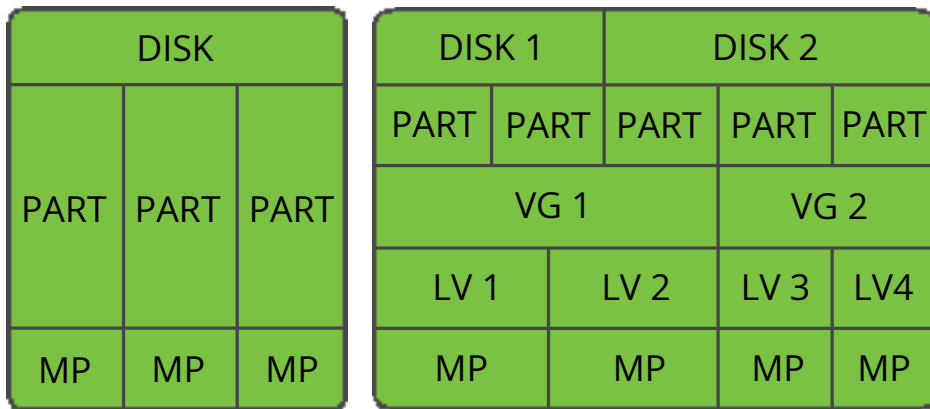 DISK
PART PART PART
MP MP MP
DISK 1 DISK 2
PART PART PART PART PART
VG 1 VG 2
LV 1 LV 2 LV 3 LV4
MP MP MP MP